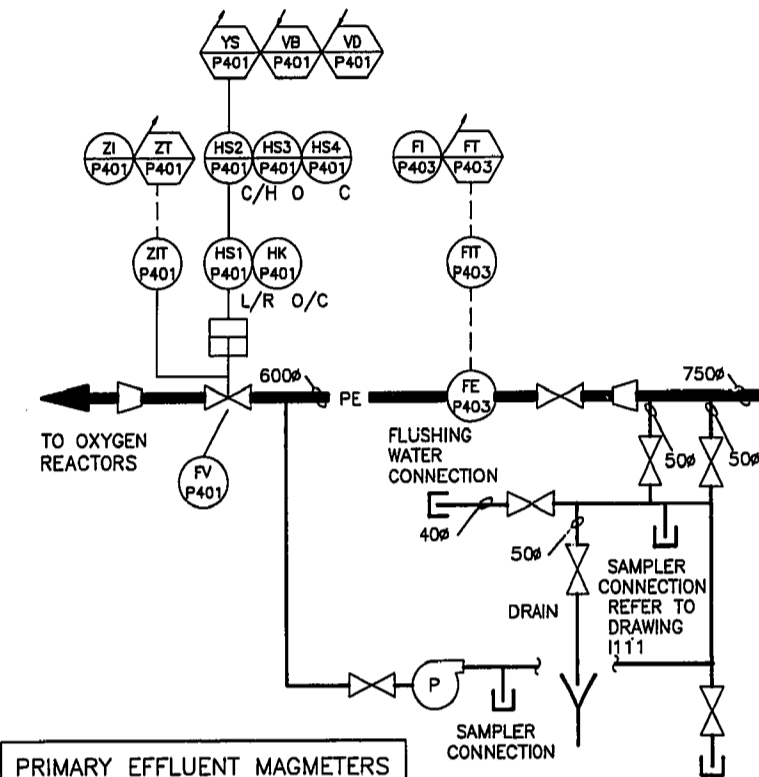 YS VB VD
P401 P401 P401
ZI ZT HS2 HS3 HS4 FI FT
P401 P401 P401 P401 P401 P403 P403
C/H O C
ZIT HS1 HK FIT
P401 P401 P401 P403
L/R O/C
600ø PE FE 750ø
P403
TO OXYGEN
REACTORS
FLUSHING
WATER
CONNECTION
50ø 50ø
FV
P401
40ø
50ø
SAMPLER
CONNECTION
REFER TO
DRAWING
I111
DRAIN
P
SAMPLER
CONNECTION
PRIMARY EFFLUENT MAGMETERS